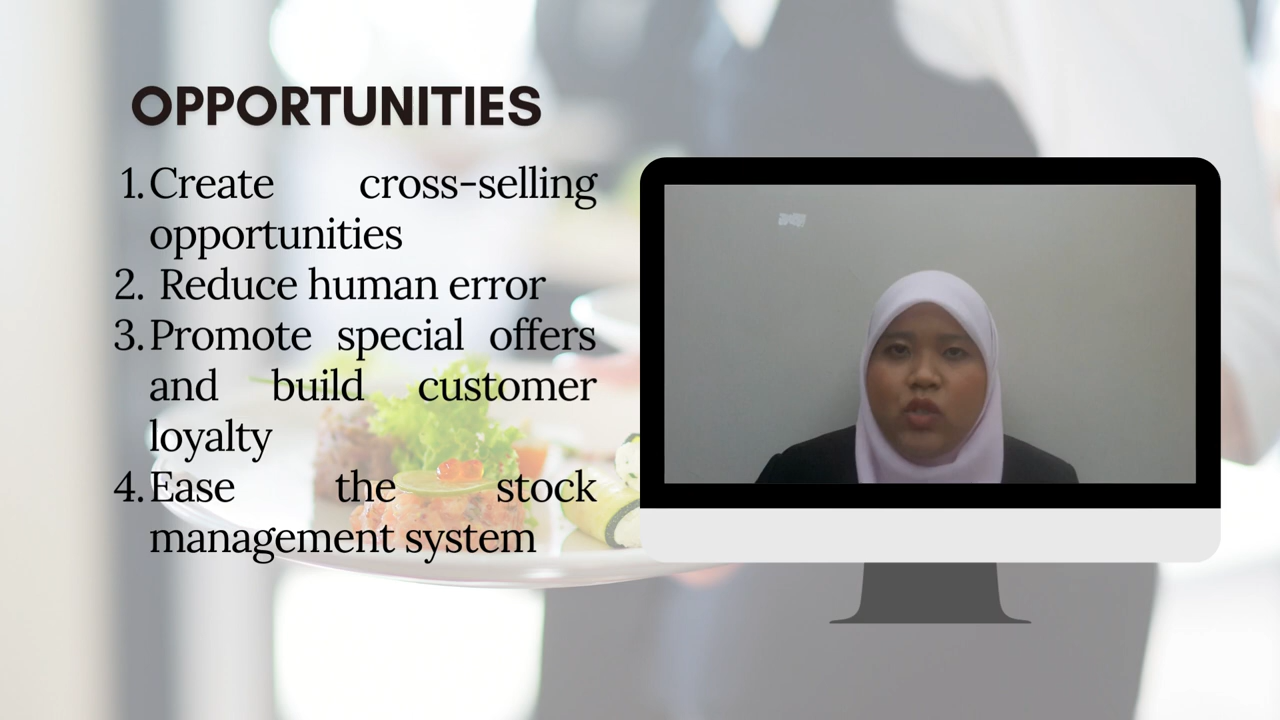 OPPORTUNITIES
1. Create cross-selling
opportunities
2. Reduce human error
3. Promote special offers
and build customer
loyalty
4. Ease the stock
management system